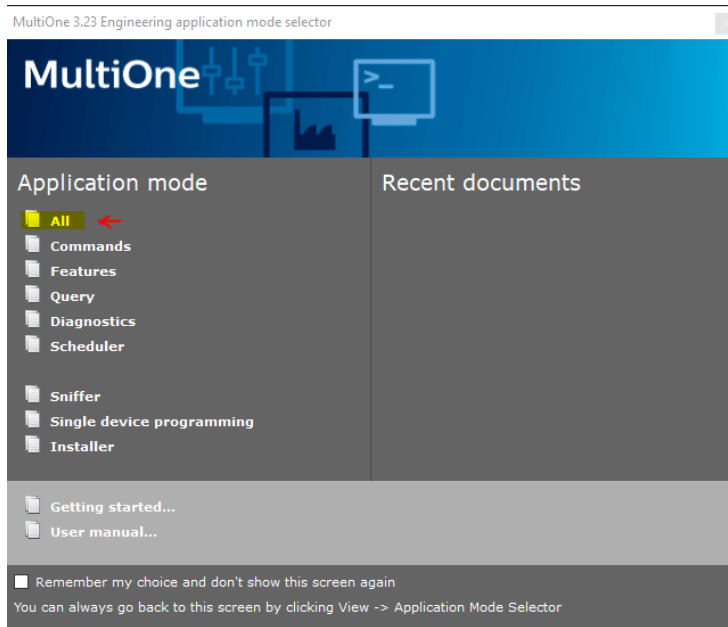 MultiOne 3.23 Engineering application mode selector
MultiOne
>_
Application mode
All
Commands
Features
Query
Diagnostics
Scheduler
Sniffer
Single device programming
Installer
Recent documents
Getting started...
User manual...
Remember my choice and don't show this screen again
You can always go back to this screen by clicking View -> Application Mode Selector